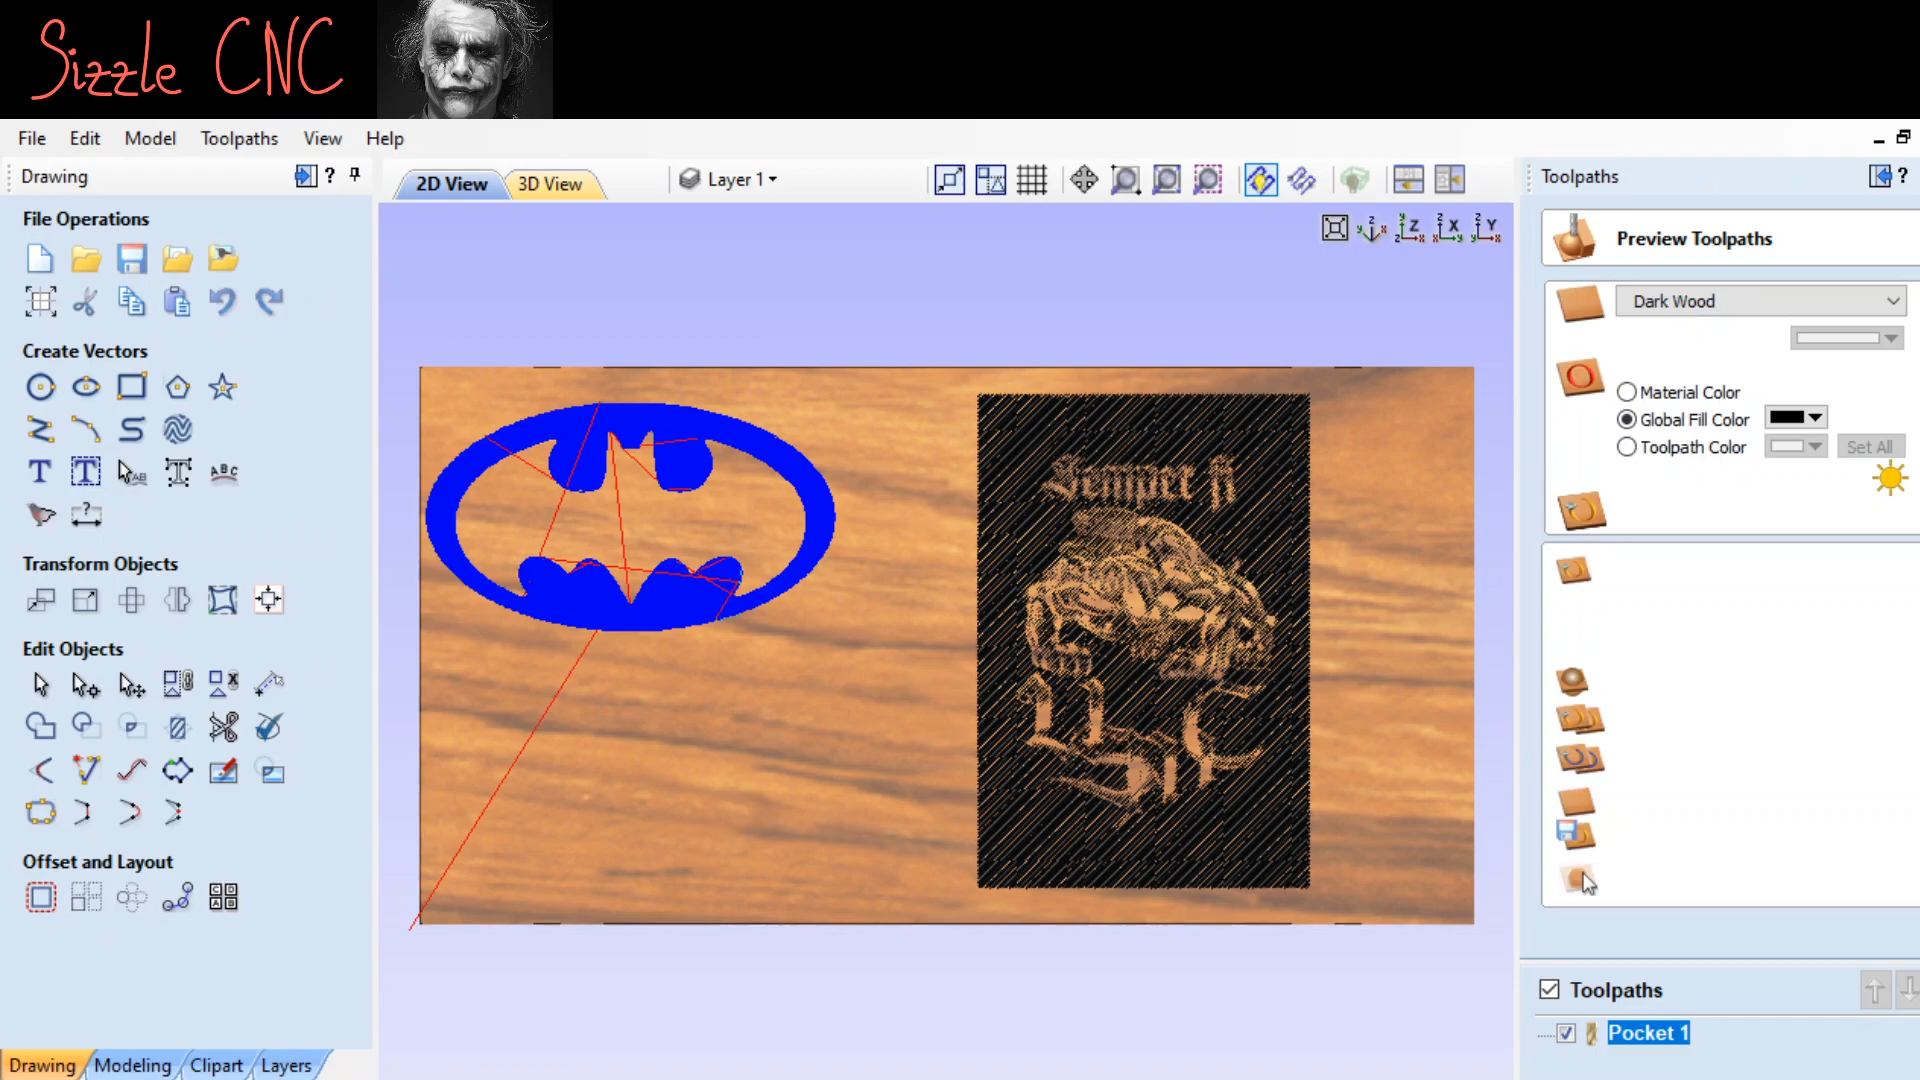 Sizzle CNC
File Edit Model Toolpaths View Help
Drawing ?
2D View 3D View Layer 1
Toolpaths ?
File Operations
Create Vectors
Transform Objects
Edit Objects
Offset and Layout
Drawing Modeling Clipart Layers
Semper fi
Preview Toolpaths
Dark Wood
Material Color
Global Fill Color
Toolpath Color Set All
Toolpaths
Pocket 1